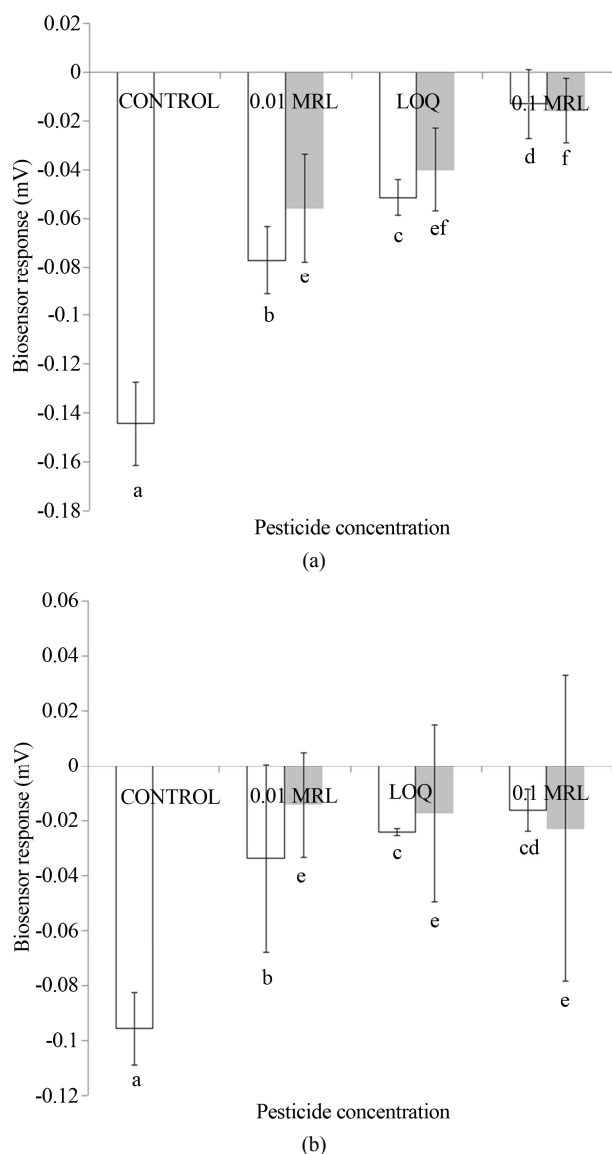 0.02
0
CONTROL 0.01 MRL LOQ 0.1 MRL
-0.02
-0.04
-0.06
-0.08
-0.1
-0.12
-0.14
-0.16
-0.18
Biosensor response (mV)
a
b
e
c
ef
d
f
Pesticide concentration
(a)
0.06
0.04
0.02
0
CONTROL 0.01 MRL LOQ 0.1 MRL
-0.02
-0.04
-0.06
-0.08
-0.1
-0.12
Biosensor response (mV)
a
b
e
c
e
cd
e
Pesticide concentration
(b)